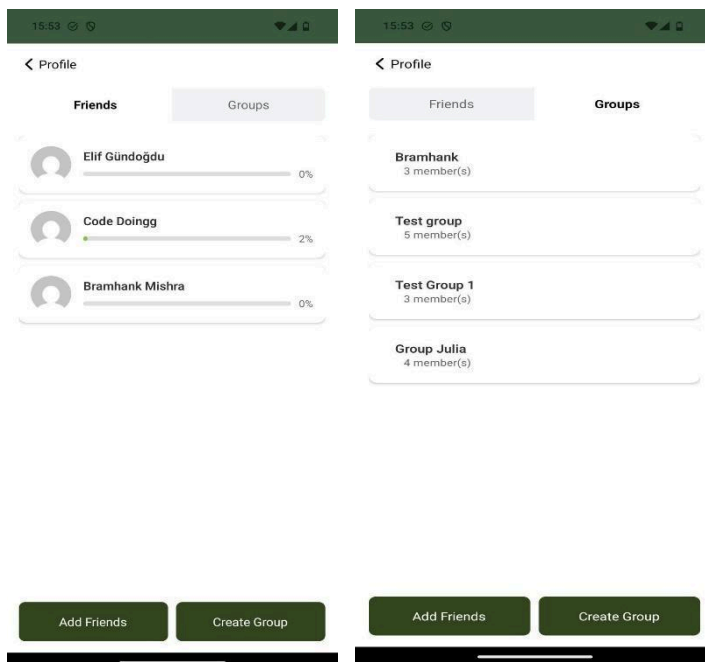 15:53
Profile
Friends
Groups
Elif Gündoğdu
0%
Code Doingg
2%
Bramhank Mishra
0%
Add Friends
Create Group
15:53
Profile
Friends
Groups
Bramhank
3 member(s)
Test group
5 member(s)
Test Group 1
3 member(s)
Group Julia
4 member(s)
Add Friends
Create Group